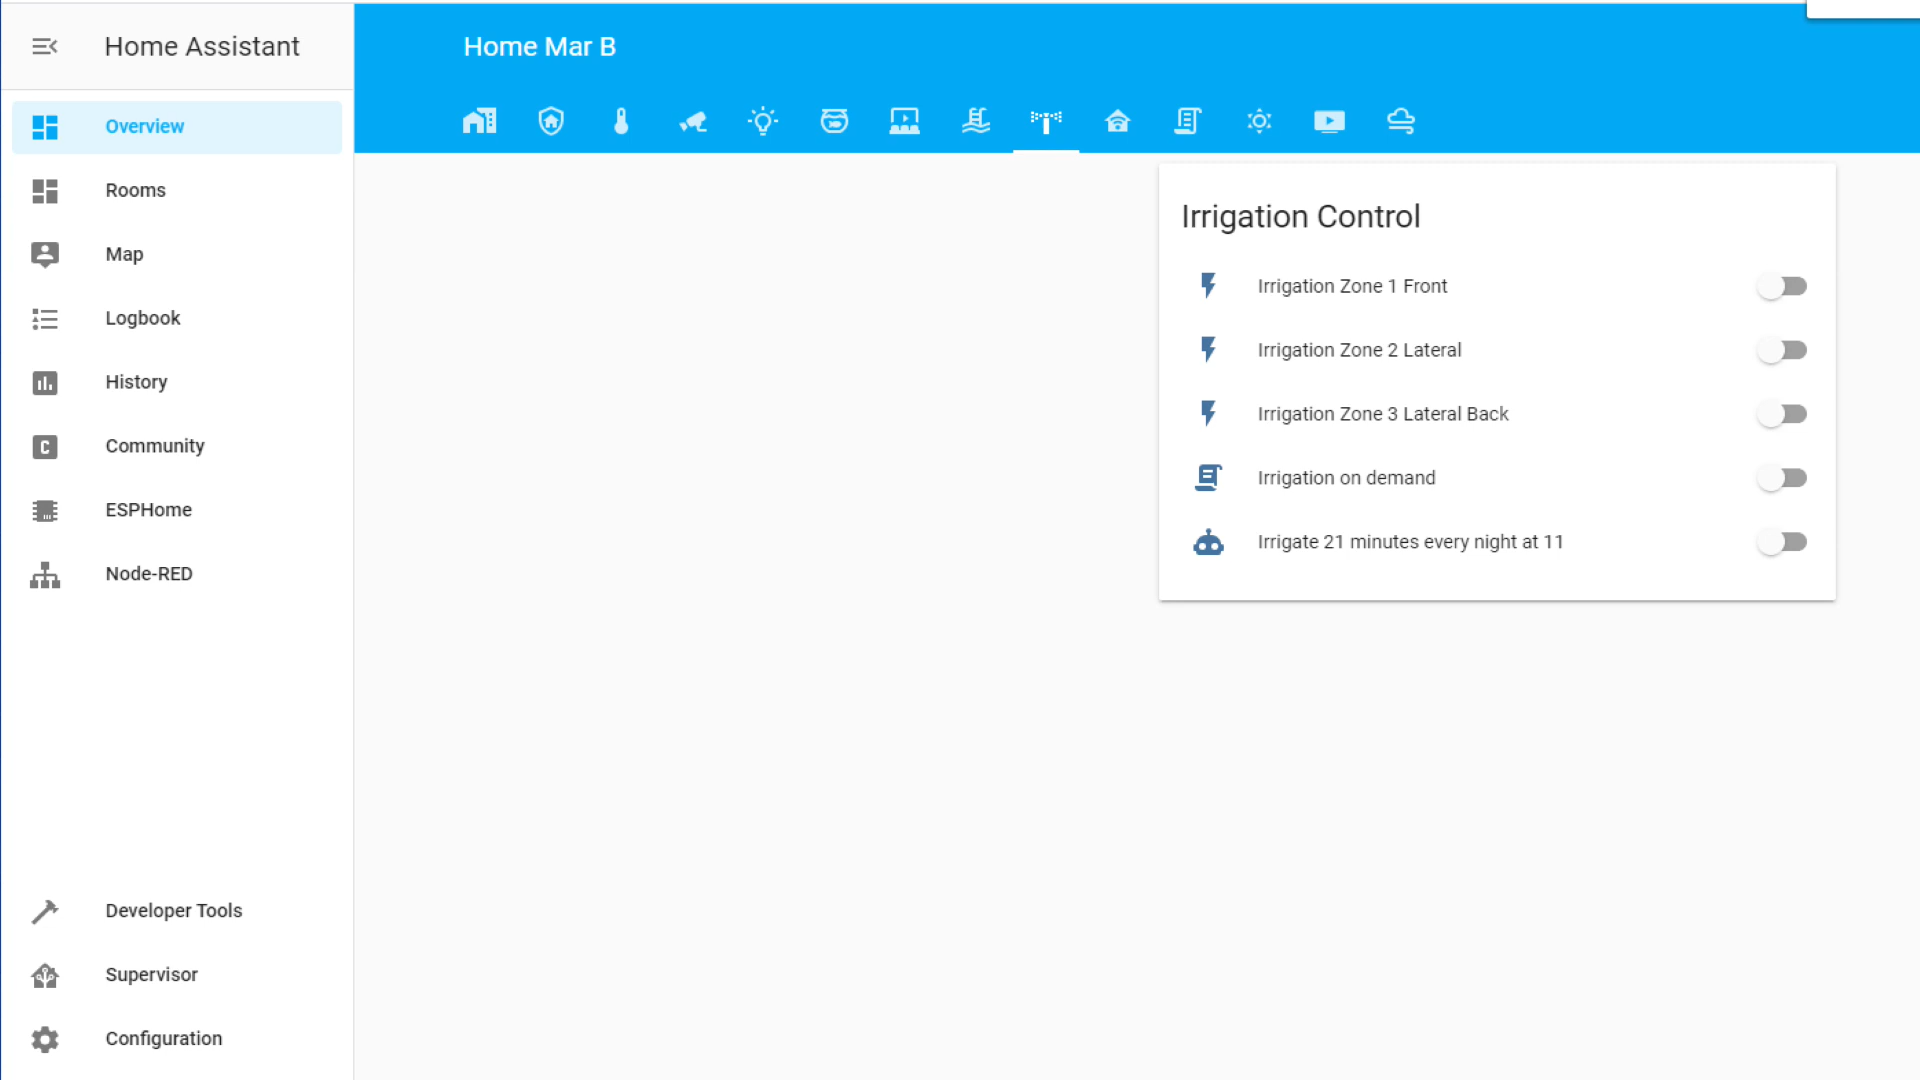 Home Assistant
Home Mar B
Overview
Rooms
Map
Logbook
History
C
Community
ESPHome
Node-RED
Developer Tools
Supervisor
Configuration
Irrigation Control
Irrigation Zone 1 Front
Irrigation Zone 2 Lateral
Irrigation Zone 3 Lateral Back
Irrigation on demand
Irrigate 21 minutes every night at 11